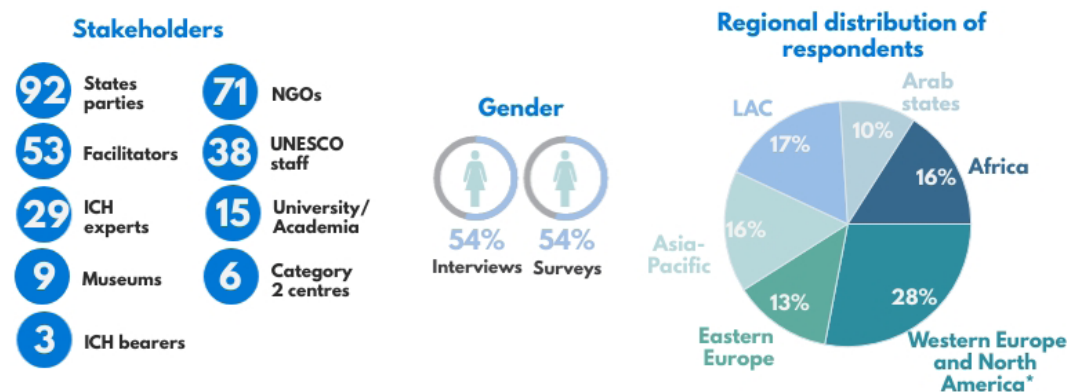 Stakeholders
92
States
parties
71
NGOs
53
Facilitators
38
UNESCO
staff
29
ICH
experts
15
University/
Academia
9
Museums
6
Category
2 centres
3
ICH bearers
Gender
54%
Interviews
54%
Surveys
Regional distribution of
respondents
Arab
states
10%
LAC
17%
Africa
16%
Asia-
Pacific
16%
Eastern
Europe
13%
28%
Western Europe
and North
America*